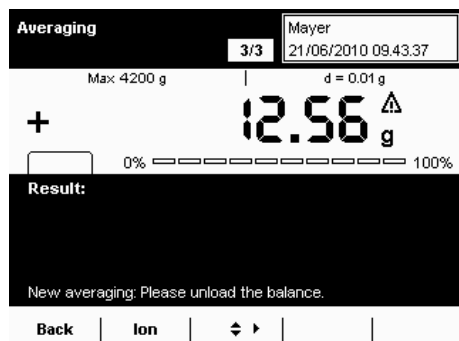 Averaging
3/3
Mayer
21/06/2010 09.43.37
Max 4200 g
d = 0.01 g
+ 12.56 g
0% 100%
Result:
New averaging: Please unload the balance.
Back Ion